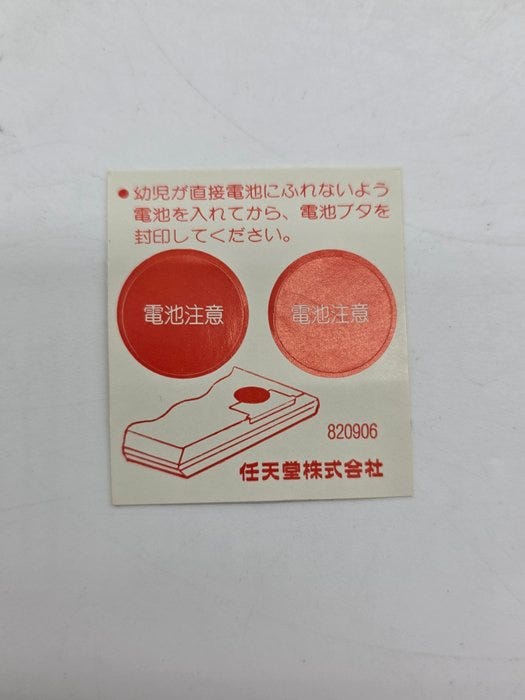 ●幼児が直接電池にふれないよう
電池を入れてから、電池ブタを
封印してください。
電池注意
電池注意
820906
任天堂株式会社